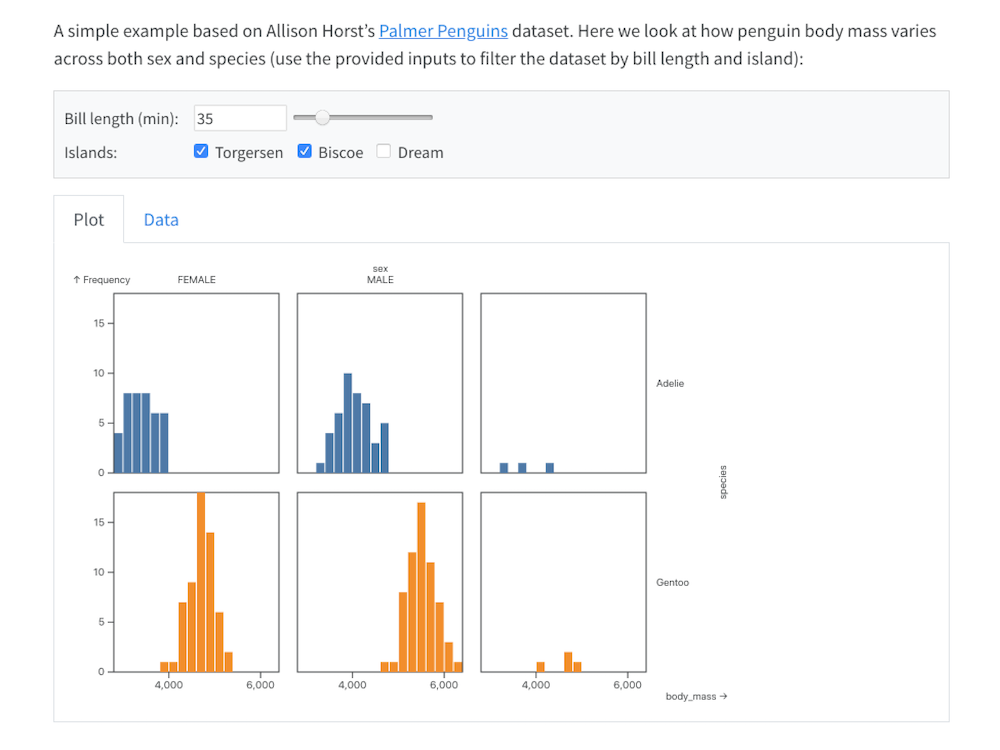 A simple example based on Allison Horst’s Palmer Penguins dataset. Here we look at how penguin body mass varies
across both sex and species (use the provided inputs to filter the dataset by bill length and island):
Bill length (min): 35
Islands: Torgersen Biscoe Dream
Plot Data
sex
↑ Frequency FEMALE MALE
15
10
5
0
Adelie
species
15
10
5
0
Gentoo
4,000 6,000 4,000 6,000 4,000 6,000
body_mass →